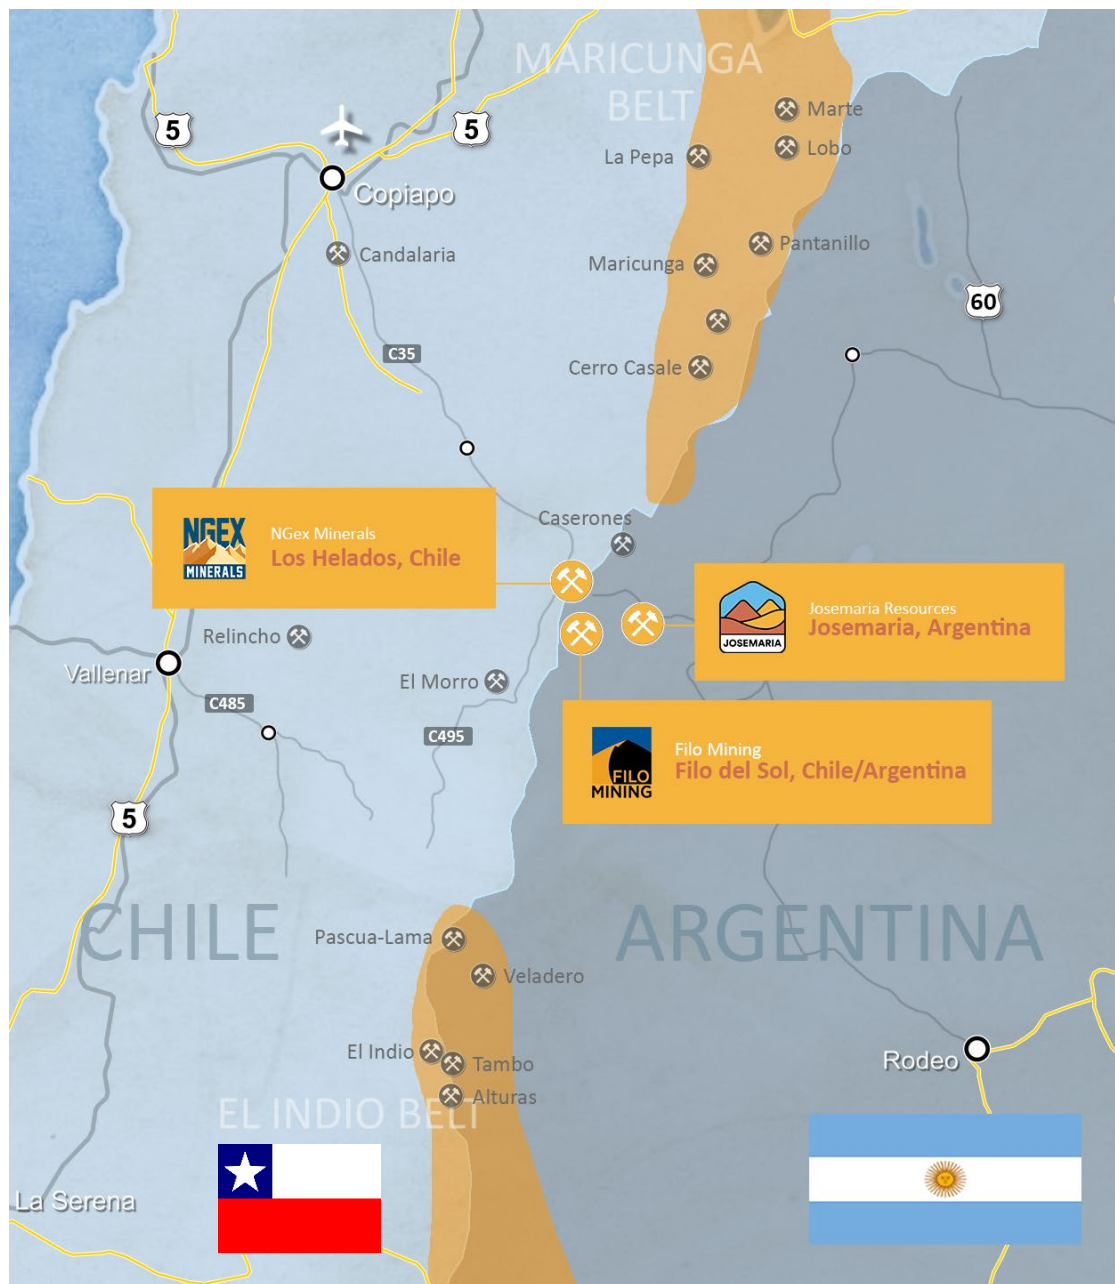 MARICUNGA
BELT
5
5
Marte
Lobo
La Pepa
Copiapo
Candalaria
Pantanillo
Maricunga
60
C35
Cerro Casale
NGEX
MINERALS
NGex Minerals
Los Helados, Chile
Caserones
JOSEMARIA
Josemaria Resources
Josemaria, Argentina
Relincho
Vallenar
El Morro
C485
C495
FILO
MINING
Filo Mining
Filo del Sol, Chile/Argentina
5
CHILE
ARGENTINA
Pascua-Lama
Veladero
El Indio
Tambo
Alturas
Rodeo
EL INDIO BELT
La Serena